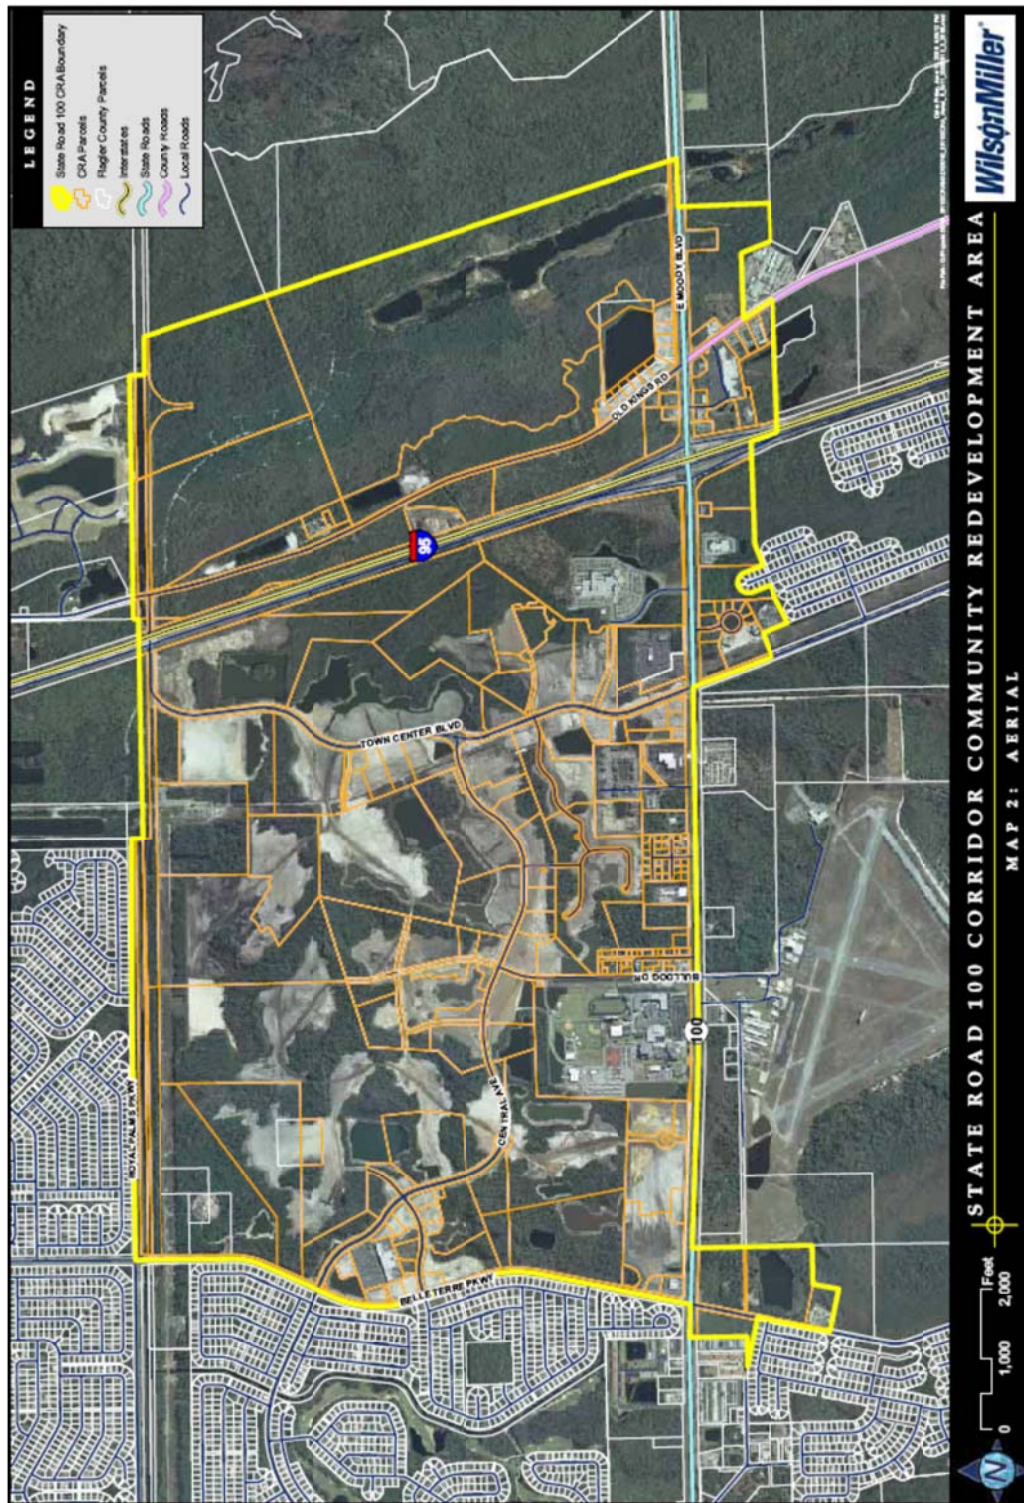 LEGEND
State Road 100 CRA Boundary
CRA Parcels
Flagler County Parcels
Interstates
State Roads
County Roads
Local Roads
ROYAL PALMS PKWY
BELLE TERRE PKWY
CENTRAL AVE
TOWN CENTER BLVD
BULLDOG DR
100
95
OLD KINGS RD
E MOODY BLVD
N
0 1,000 2,000
Feet
STATE ROAD 100 CORRIDOR COMMUNITY REDEVELOPMENT AREA
MAP 2: AERIAL
WilsonMiller